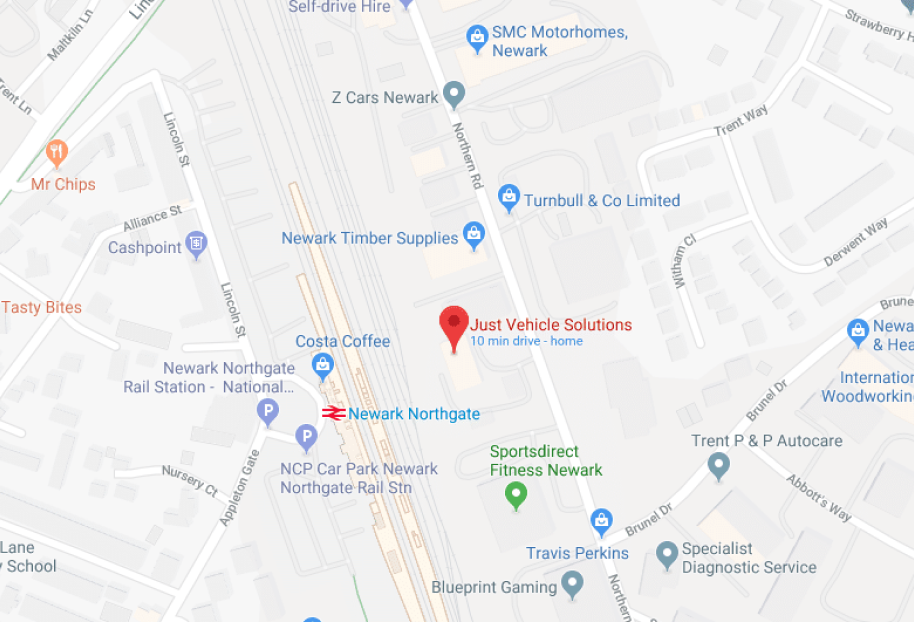 Self-drive Hire
Maltkiln Ln
Linc
Strawberry H
SMC Motorhomes,
Newark
Trent Ln
Z Cars Newark
Lincoln St
Northern Rd
Trent Way
Mr Chips
Turnbull & Co Limited
Alliance St
Cashpoint
Newark Timber Supplies
Witham Cl
Derwent Way
Tasty Bites
Lincoln St
Brune
Just Vehicle Solutions
10 min drive - home
Newa
& Hea
Costa Coffee
Newark Northgate
Rail Station - National...
Internation
Woodworking
Brunel Dr
P
Newark Northgate
P
Trent P & P Autocare
Sportsdirect
Fitness Newark
NCP Car Park Newark
Northgate Rail Stn
Nursery Ct
Appleton Gate
Abbott's Way
Brunel Dr
Lane
y School
Travis Perkins
Specialist
Diagnostic Service
Blueprint Gaming
Northern